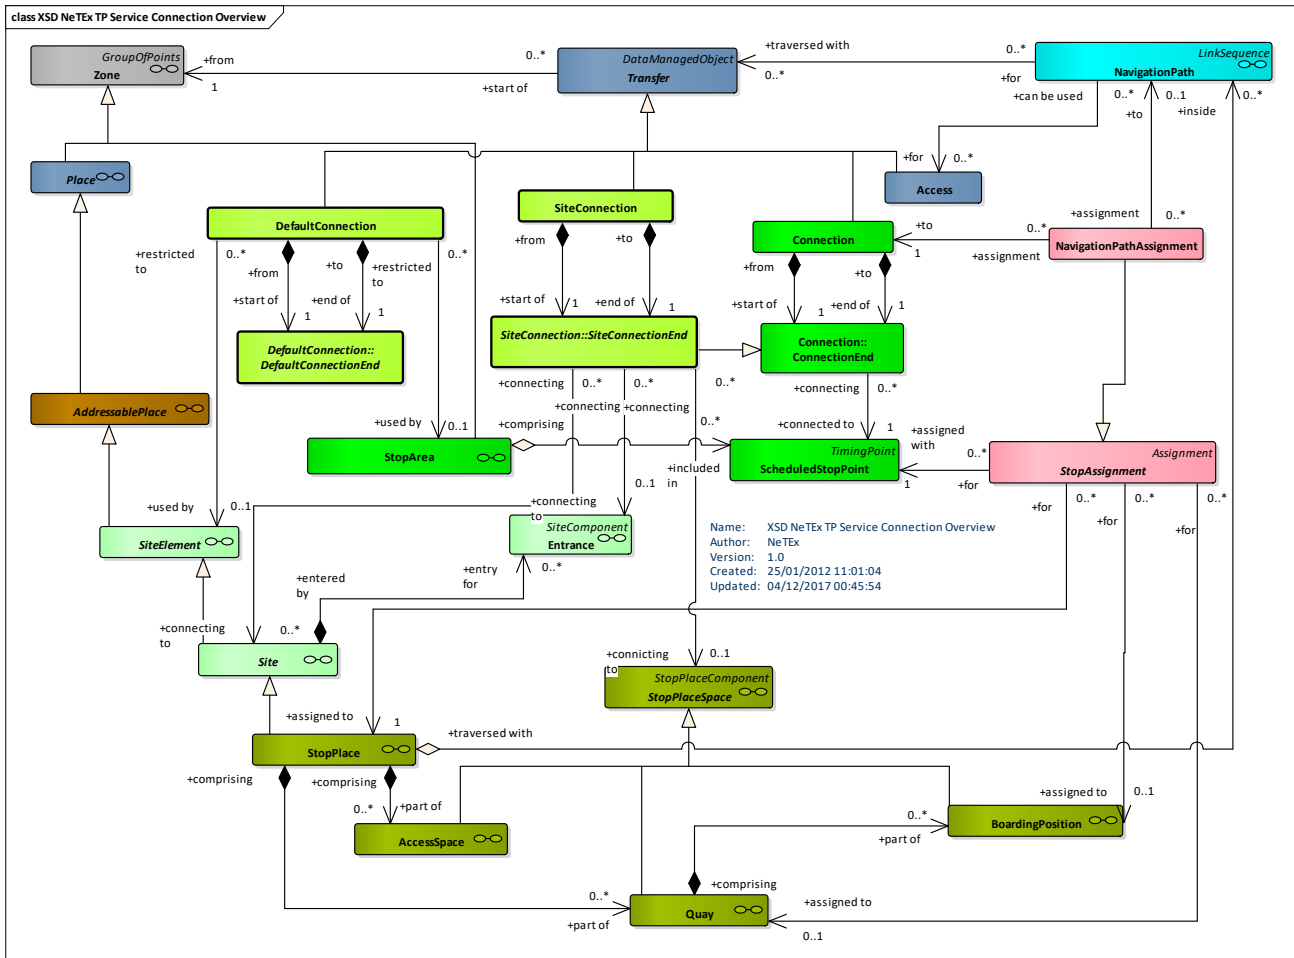 class XSD NeTEx TP Service Connection Overview
GroupOfPoints
Zone
+from
1
0..*
+start of
DataManagedObject
Transfer
+traversed with
0..*
0..*
+for
LinkSequence
NavigationPath
+can be used
0..*
+to
0..1
+inside
0..*
Place
+for
0..*
Access
DefaultConnection
SiteConnection
Connection
+assignment
0..*
+to
0..*
1
+assignment
NavigationPathAssignment
+restricted
to
0..*
+from
+to
+restricted
to
0..*
+from
+to
+from
+to
+start of
1
+end of
1
+start of
1
+end of
1
+start of
1
+end of
1
DefaultConnection::
DefaultConnectionEnd
SiteConnection::SiteConnectionEnd
Connection::
ConnectionEnd
+connecting
0..*
0..*
0..*
+connecting
0..*
+connecting
+connecting
AddressablePlace
+used by
0..1
+comprising
0..*
+connected to
1
+assigned
with
0..*
StopArea
TimingPoint
ScheduledStopPoint
1
+for
Assignment
StopAssignment
+included
in
+for
0..*
0..*
+for
+for
0..*
+used by
0..1
+connecting
to
0..1
SiteElement
SiteComponent
Entrance
Name: XSD NeTEx TP Service Connection Overview
Author: NeTEx
Version: 1.0
Created: 25/01/2012 11:01:04
Updated: 04/12/2017 00:45:54
+entered
by
+entry
for
0..*
+connecting
to
0..*
Site
+connicting
to
0..1
StopPlaceComponent
StopPlaceSpace
+assigned to
1
StopPlace
+traversed with
+comprising
+comprising
0..*
+part of
AccessSpace
+assigned to
0..1
0..*
+part of
BoardingPosition
+comprising
0..*
+part of
Quay
+assigned to
0..1